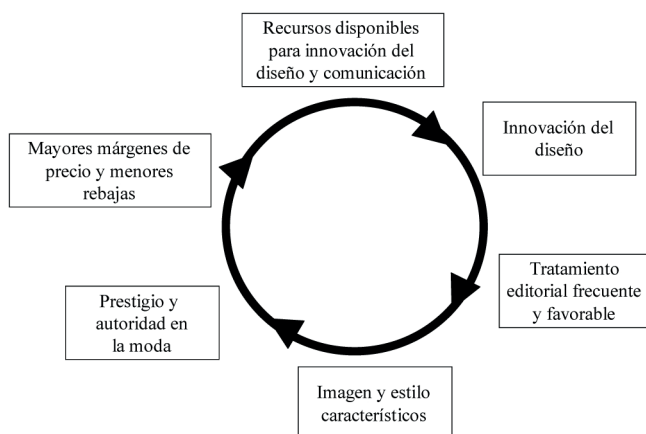 Recursos disponibles
para innovación del
diseño y comunicación
Innovación del
diseño
Tratamiento
editorial frecuente
y favorable
Imagen y estilo
característicos
Prestigio y
autoridad en
la moda
Mayores márgenes de
precio y menores
rebajas